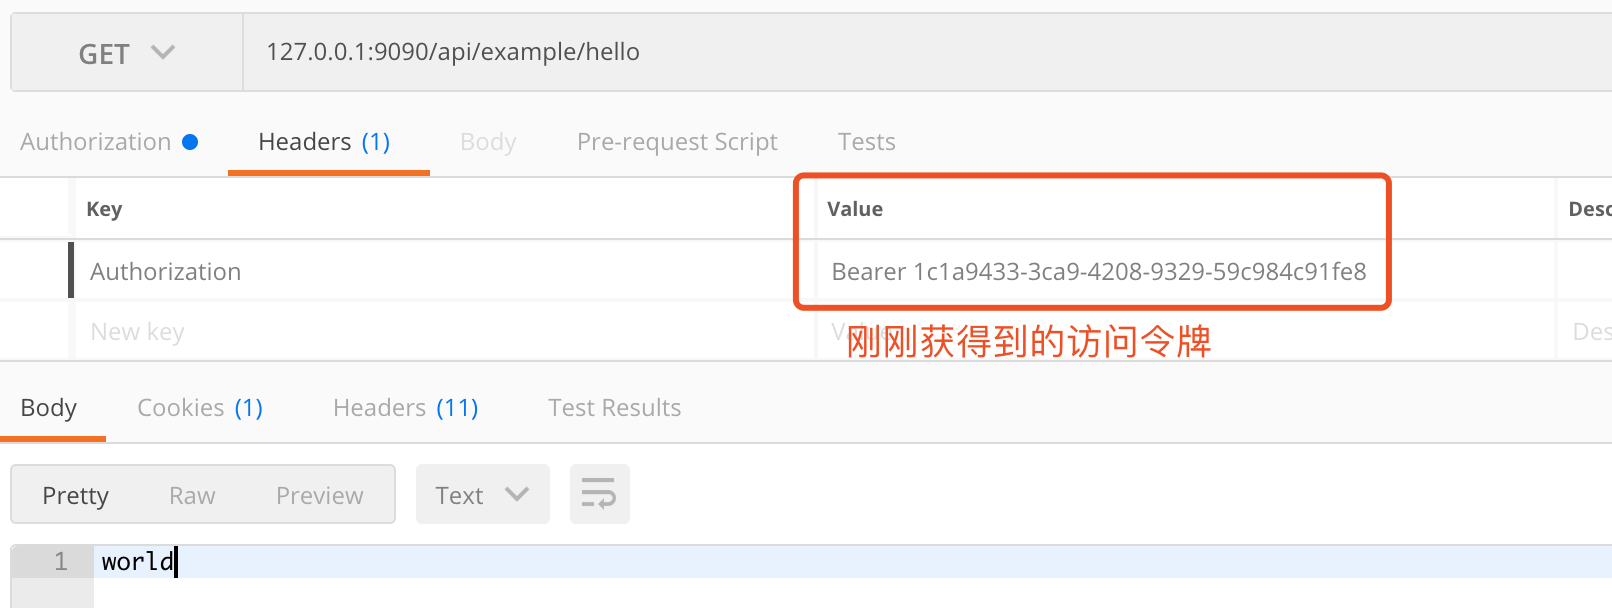 GET 127.0.0.1:9090/api/example/hello
Authorization Headers (1) Body Pre-request Script Tests
Key Value Desc
Authorization Bearer 1c1a9433-3ca9-4208-9329-59c984c91fe8
New key Value Des
刚刚获得到的访问令牌
Body Cookies (1) Headers (11) Test Results
Pretty Raw Preview Text
1 world